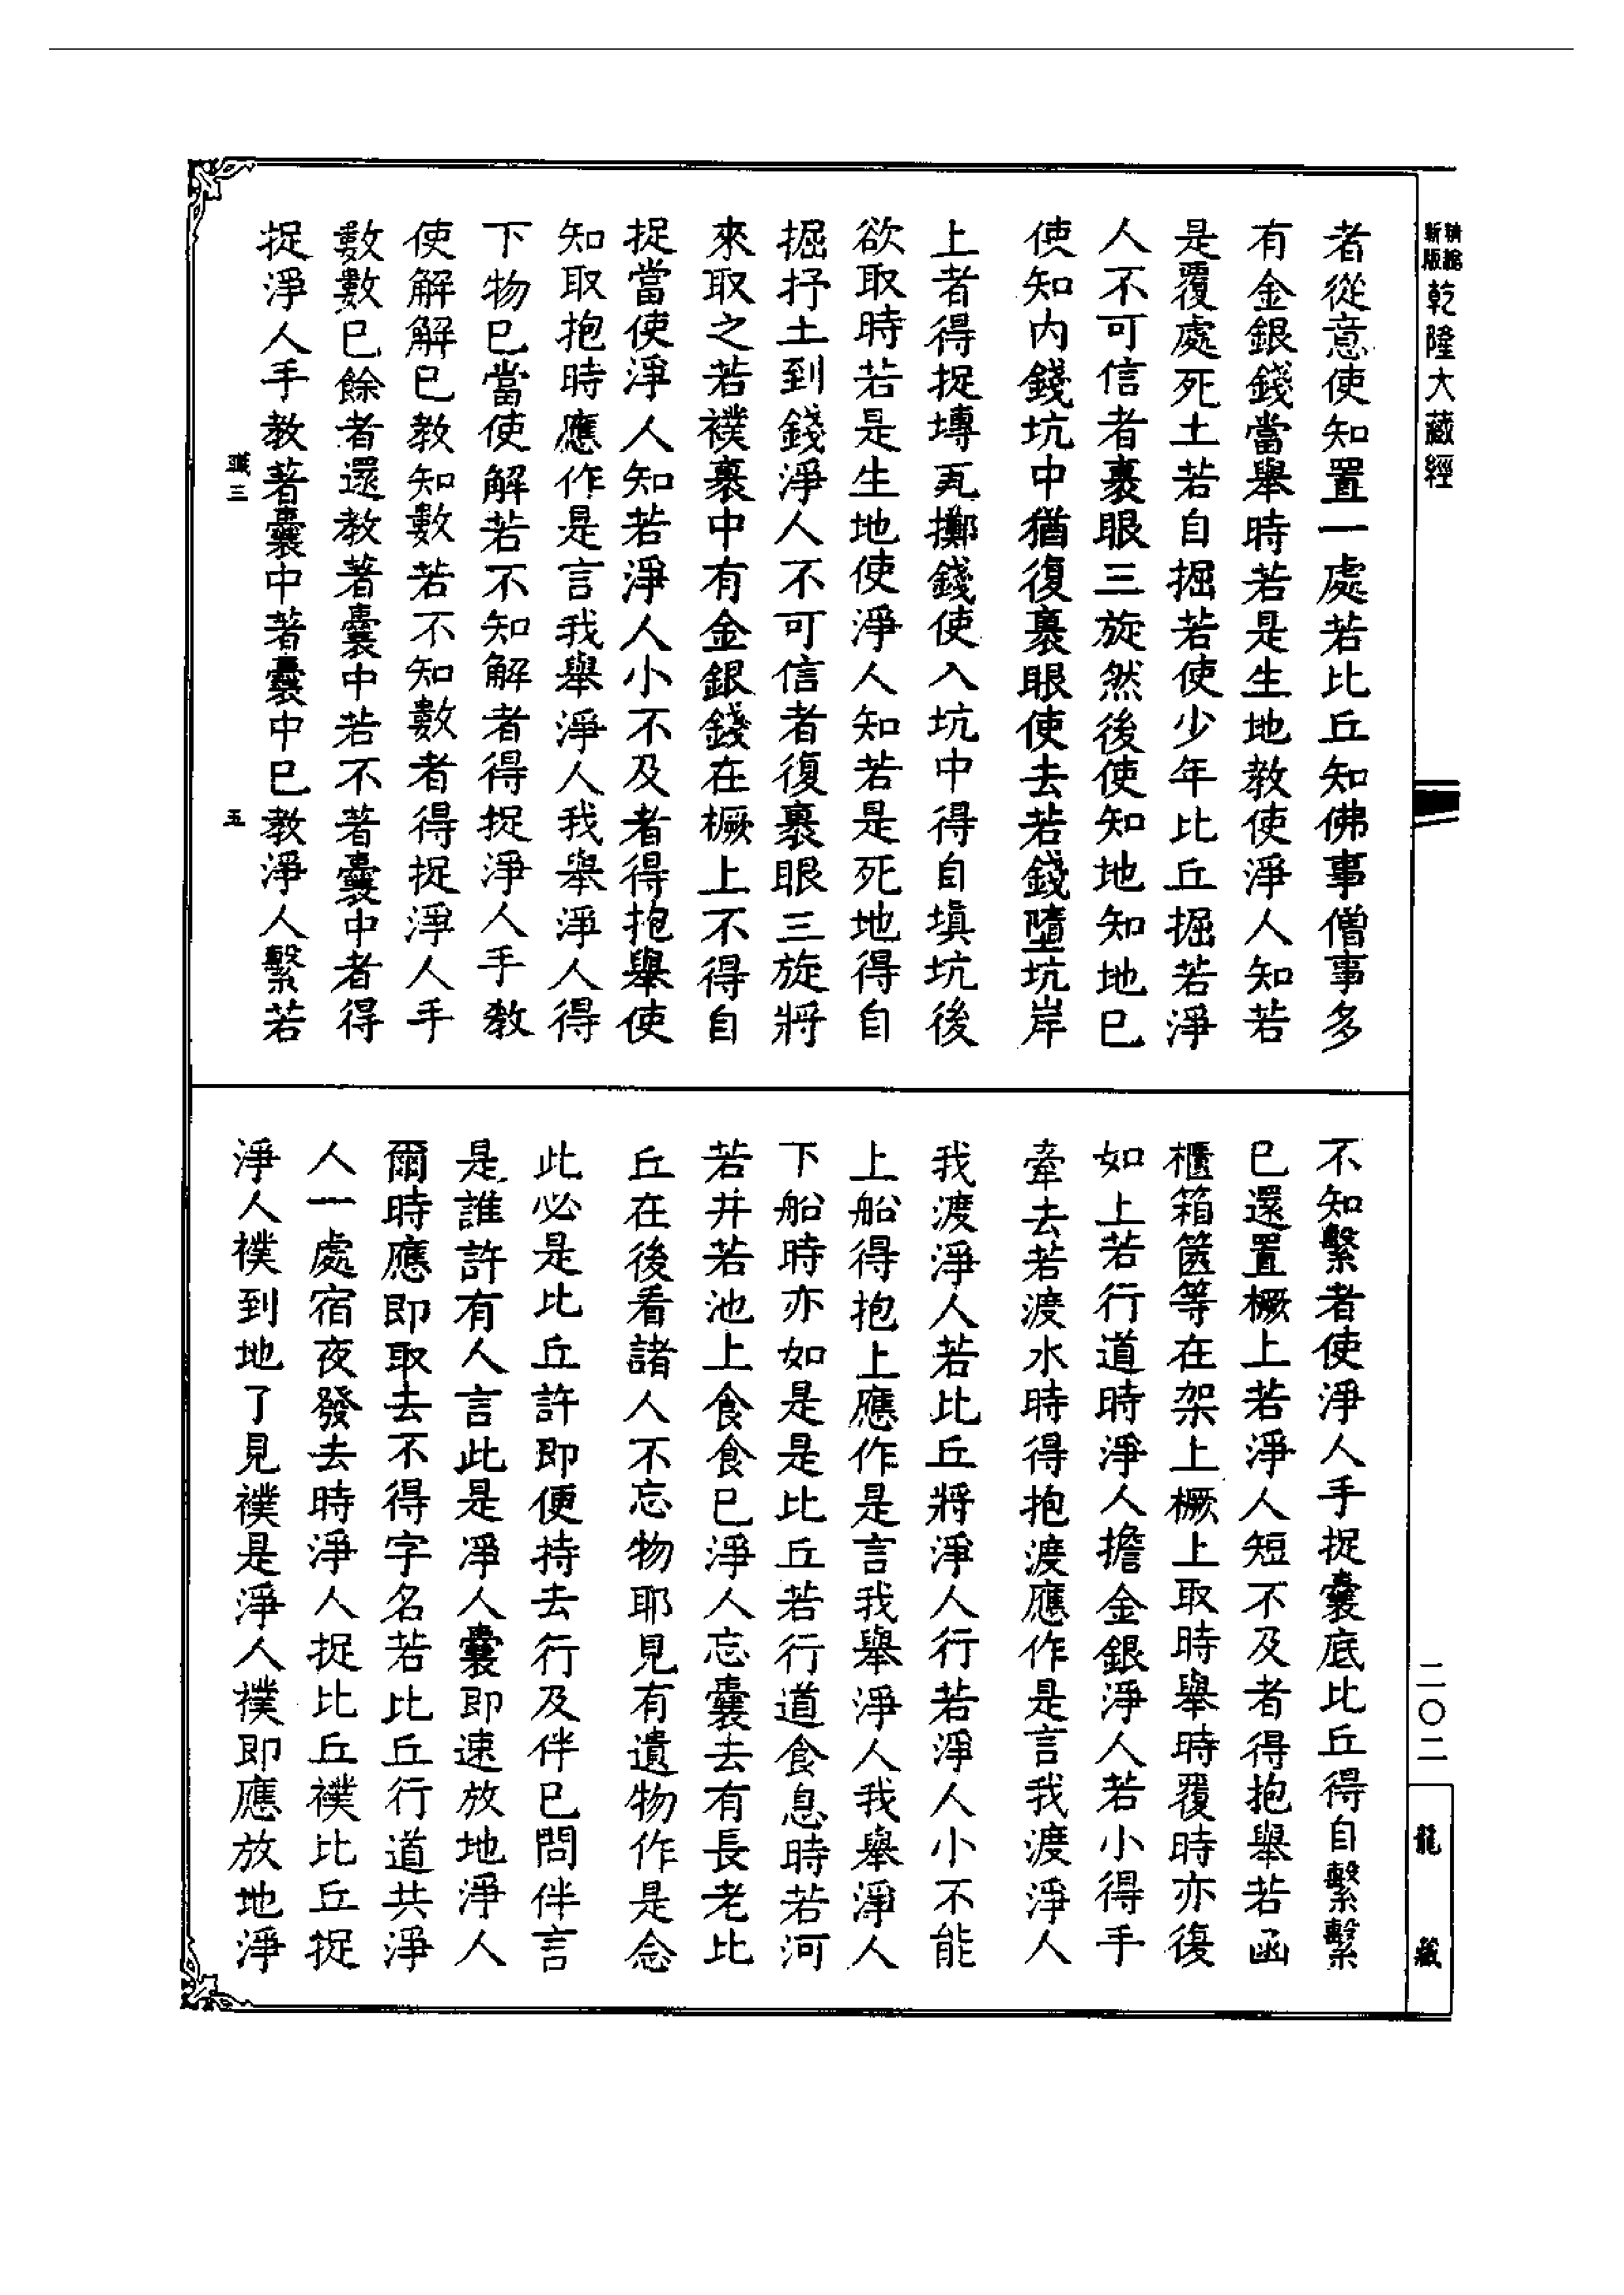 新版
精縮
乾隆大藏經
者從意使知置一處若比丘知佛事僧事多
有金銀錢當舉時若是生地教使淨人知若
是覆處死土若自掘若使少年比丘掘若淨
人不可信者裹眼三旋然後使知地知地已
使知內錢坑中猶復裹眼使去若錢墮坑岸
上者得捉塼瓦擲錢使入坑中得自填坑後
欲取時若是生地使淨人知若是死地得自
掘抒土到錢淨人不可信者復裹眼三旋將
來取之若襆裹中有金銀錢在橛上不得自
捉當使淨人知若淨人小不及者得抱舉使
知取抱時應作是言我舉淨人我舉淨人得
下物已當使解若不知解者得捉淨人手教
使解解已教知數若不知數者得捉淨人手
數數已餘者還教著囊中若不著囊中者得
捉淨人手教著囊中著囊中已教淨人繫若
三
五
不知繫者使淨人手捉囊底比丘得自繫繫
已還置橛上若淨人短不及者得抱舉若函
櫃箱篋等在架上橛上取時舉時覆時亦復
如上若行道時淨人擔金銀淨人若小得手
牽去若渡水時得抱渡應作是言我渡淨人
我渡淨人若比丘將淨人行若淨人小不能
上船得抱上應作是言我舉淨人我舉淨人
下船時亦如是是比丘若行道食息時若河
若井若池上食食已淨人忘囊去有長老比
丘在後看諸人不忘物耶見有遺物作是念
此必是比丘許即便持去行及伴已問伴言
是誰許有人言此是淨人囊即速放地淨人
爾時應即取去不得字名若比丘行道共淨
人一處宿夜發去時淨人捉比丘襆比丘捉
淨人襆到地了見襆是淨人襆即應放地淨
二〇二
龍藏